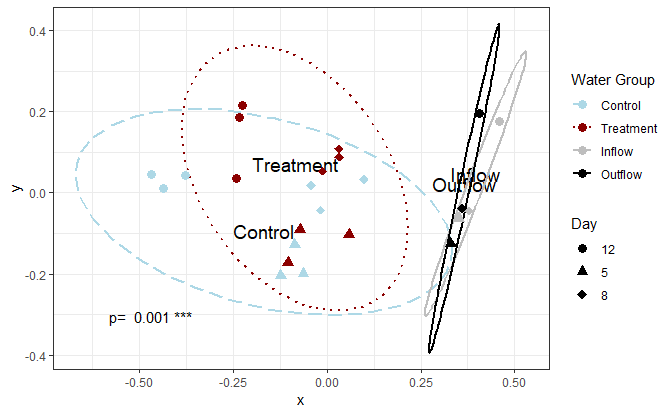 0.4
0.2
0.0
-0.2
-0.4
y
Treatment
Inflow
Outflow
Control
p= 0.001 ***
-0.50
-0.25
0.00
0.25
0.50
x
Water Group
Control
Treatment
Inflow
Outflow
Day
12
5
8